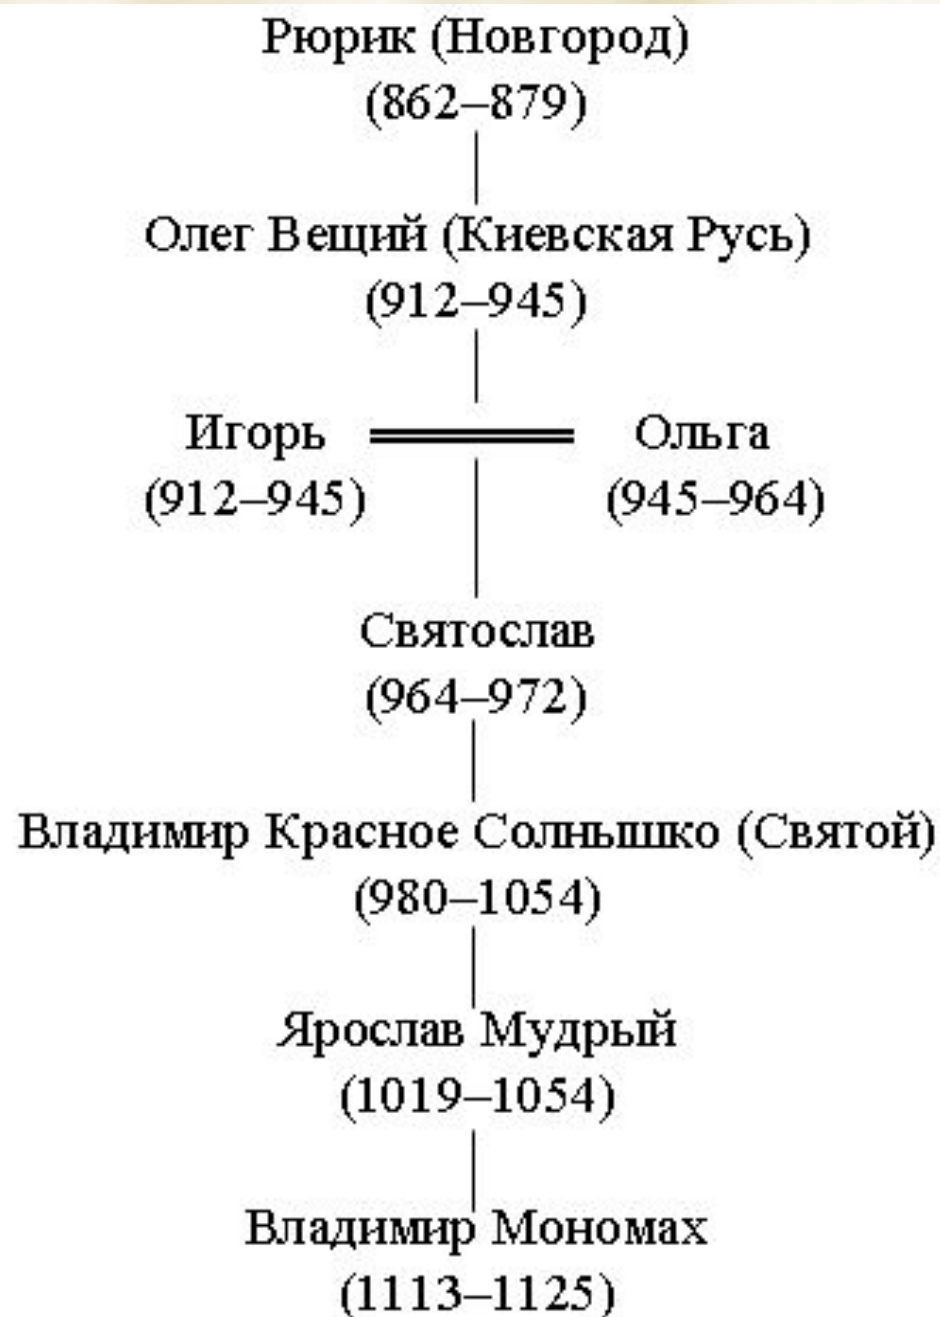 Рюрик (Новгород)
(862–879)
Олег Вещий (Киевская Русь)
(912–945)
Игорь Ольга
(912–945) (945–964)
Святослав
(964–972)
Владимир Красное Солнышко (Святой)
(980–1054)
Ярослав Мудрый
(1019–1054)
Владимир Мономах
(1113–1125)